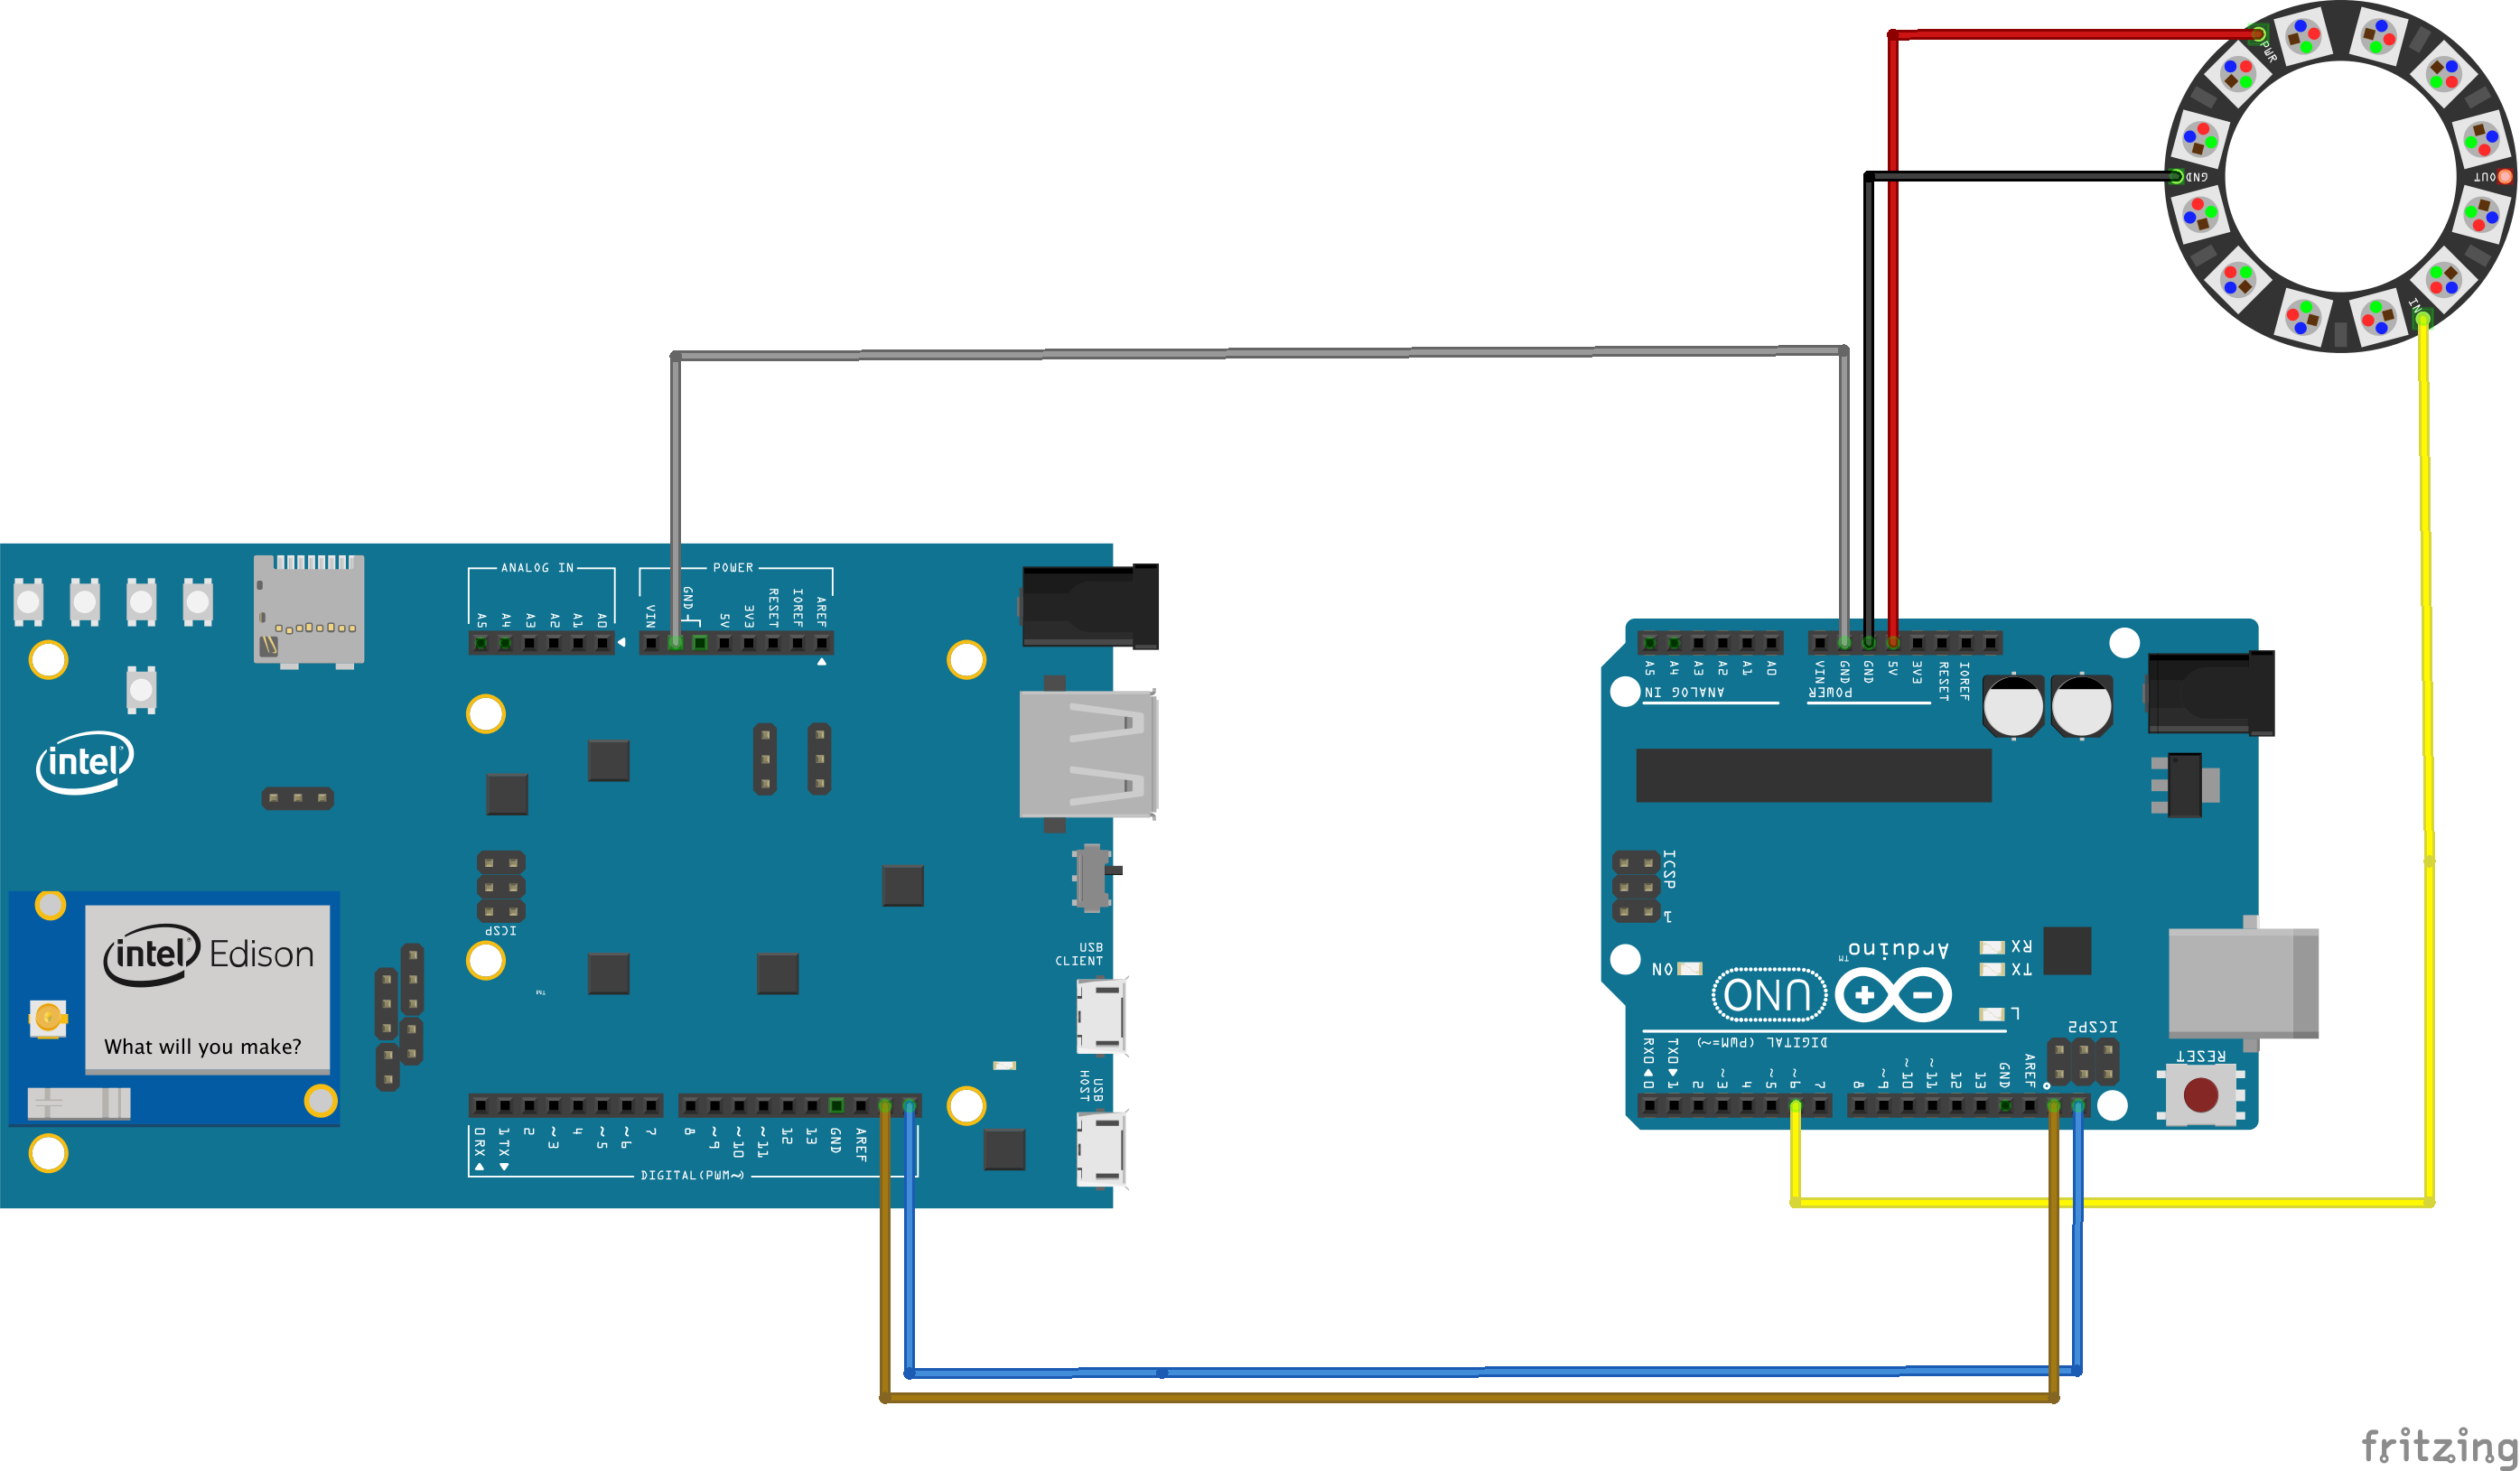 PWR
GND
OUT
IN
ANALOG IN
POWER
A5 A4 A3 A2 A1 A0
VIN GND 5V 3V3 RESET IOREF AREF
A5 A4 A3 A2 A1 A0
VIN GND GND 5V 3V3 RESET IOREF
ANALOG IN
POWER
intel®
ICSP
1
ICSP
intel® Edison
What will you make?
USB
CLIENT
TM
Arduino™
RX
TX
ON
UNO
L
ICSP2
DIGITAL (PWM=~)
RESET
USB
HOST
RX0 TX0
0 1 2 ~3 4 ~5 ~6 7 8 ~9 ~10 ~11 12 13 GND AREF
0 RX 1 TX 2 ~3 4 ~5 ~6 7 8 ~9 ~10 ~11 12 13 GND AREF
DIGITAL(PWM~)
fritzing